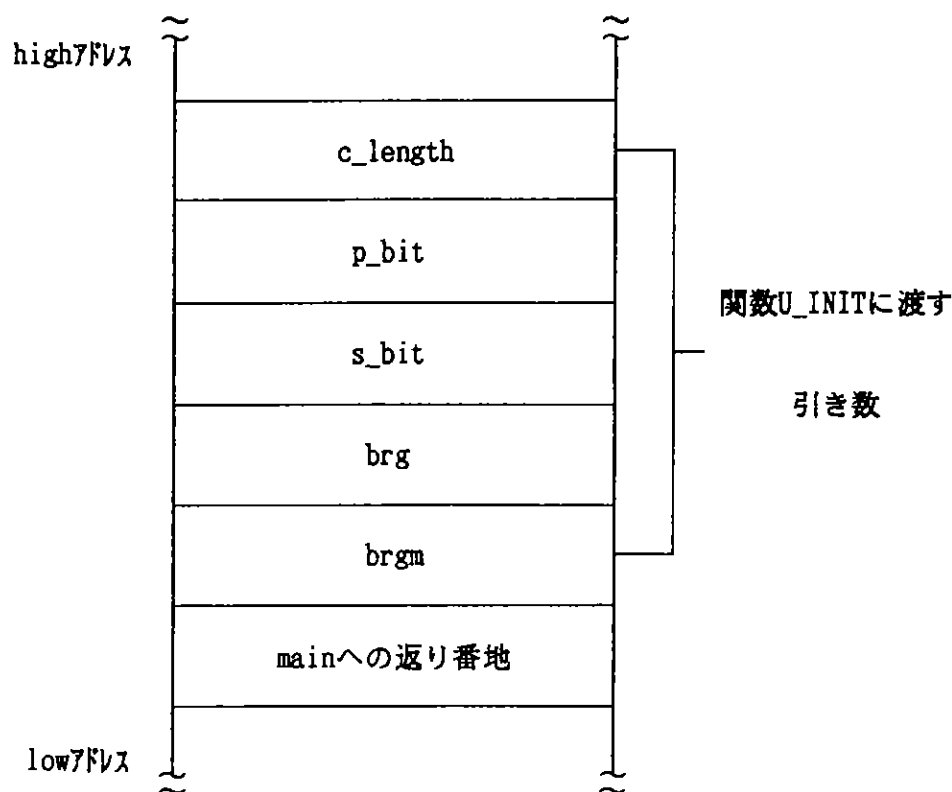 highアドレス
c_length
p_bit
s_bit
関数U_INITに渡す
引き数
brg
brgm
mainへの返り番地
lowアドレス